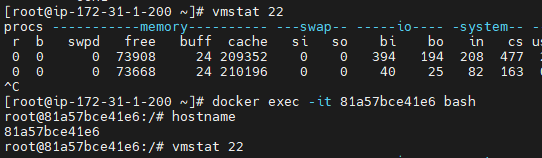 [root@ip-172-31-1-200 ~]# vmstat 22
procs -----------memory---------- ---swap-- -----io---- -system--
r b swpd free buff cache si so bi bo in cs us
0 0 0 73908 24 209352 0 0 394 194 208 477
0 0 0 73668 24 210196 0 0 40 25 82 163
^C
[root@ip-172-31-1-200 ~]# docker exec -it 81a57bce41e6 bash
root@81a57bce41e6:/# hostname
81a57bce41e6
root@81a57bce41e6:/# vmstat 22